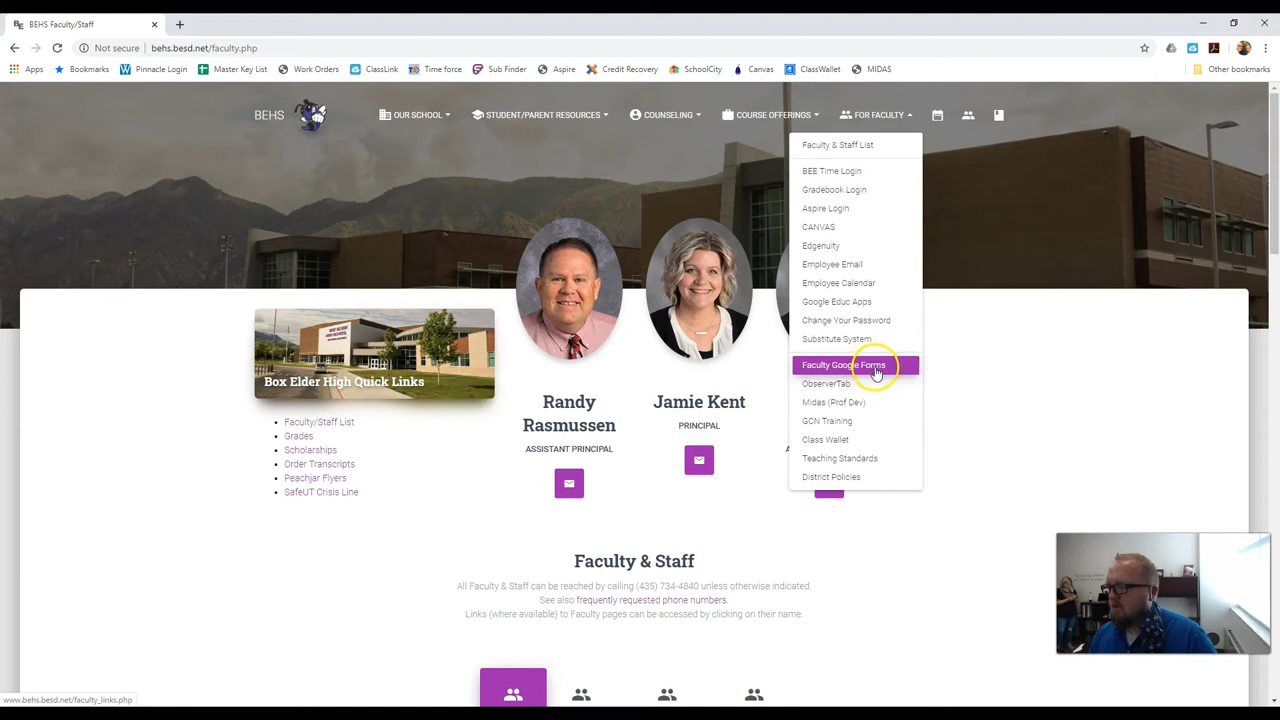 BEHS Faculty/Staff
Not secure | behs.besd.net/faculty.php
Apps Bookmarks Pinnacle Login Master Key List Work Orders ClassLink Time force Sub Finder Aspire Credit Recovery SchoolCity Canvas ClassWallet MIDAS Other bookmarks
BEHS OUR SCHOOL STUDENT/PARENT RESOURCES COUNSELING COURSE OFFERINGS FOR FACULTY
Faculty & Staff List
BEE Time Login
Gradebook Login
Aspire Login
CANVAS
Edgenuity
Employee Email
Employee Calendar
Google Educ Apps
Change Your Password
Substitute System
Faculty Google Forms
ObserverTab
Midas (Prof Dev)
GCN Training
Class Wallet
Teaching Standards
District Policies
Box Elder High Quick Links
Faculty/Staff List
Grades
Scholarships
Order Transcripts
Peachjar Flyers
SafeUT Crisis Line
Randy
Rasmussen
ASSISTANT PRINCIPAL
Jamie Kent
PRINCIPAL
Faculty & Staff
All Faculty & Staff can be reached by calling (435) 734-4840 unless otherwise indicated.
See also frequently requested phone numbers.
Links (where available) to Faculty pages can be accessed by clicking on their name.
www.behs.besd.net/faculty_links.php